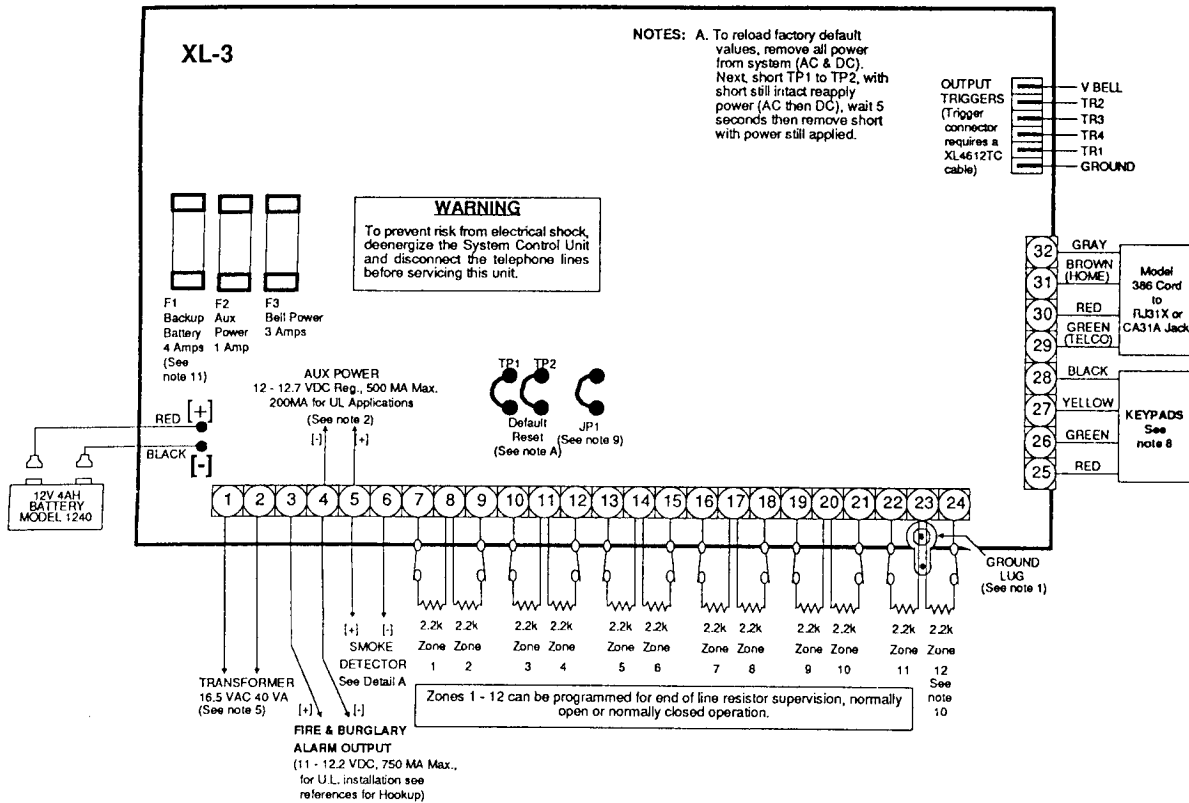 XL-3
NOTES: A. To reload factory default
values, remove all power
from system (AC & DC).
Next, short TP1 to TP2, with
short still intact reapply
power (AC then DC), wait 5
seconds then remove short
with power still applied.
OUTPUT
TRIGGERS
(Trigger
connector
requires a
XL4612TC
cable)
V BELL
TR2
TR3
TR4
TR1
GROUND
WARNING
To prevent risk from electrical shock,
deenergize the System Control Unit
and disconnect the telephone lines
before servicing this unit.
F1
Backup
Battery
4 Amps
(See
note 11)
F2
Aux
Power
1 Amp
F3
Bell Power
3 Amps
32 GRAY
31 BROWN
(HOME)
30 RED
29 GREEN
(TELCO)
Model
386 Cord
to
RJ31X or
CA31A Jack
28 BLACK
27 YELLOW
26 GREEN
25 RED
KEYPADS
See
note 8
AUX POWER
12 - 12.7 VDC Reg., 500 MA Max.
200MA for UL Applications
(See note 2)
[-] [+]
TP1 TP2
Default
Reset
(See note A)
JP1
(See note 9)
RED [+]
BLACK [-]
12V 4AH
BATTERY
MODEL 1240
1 2 3 4 5 6 7 8 9 10 11 12 13 14 15 16 17 18 19 20 21 22 23 24
GROUND
LUG
(See note 1)
2.2k 2.2k 2.2k 2.2k 2.2k 2.2k 2.2k 2.2k 2.2k 2.2k 2.2k 2.2k
Zone Zone Zone Zone Zone Zone Zone Zone Zone Zone Zone Zone
1 2 3 4 5 6 7 8 9 10 11 12
See
note
10
[+] [-]
SMOKE
DETECTOR
See Detail A
TRANSFORMER
16.5 VAC 40 VA
(See note 5)
[+] [-]
FIRE & BURGLARY
ALARM OUTPUT
(11 - 12.2 VDC, 750 MA Max.,
for U.L. installation see
references for Hookup)
Zones 1 - 12 can be programmed for end of line resistor supervision, normally
open or normally closed operation.